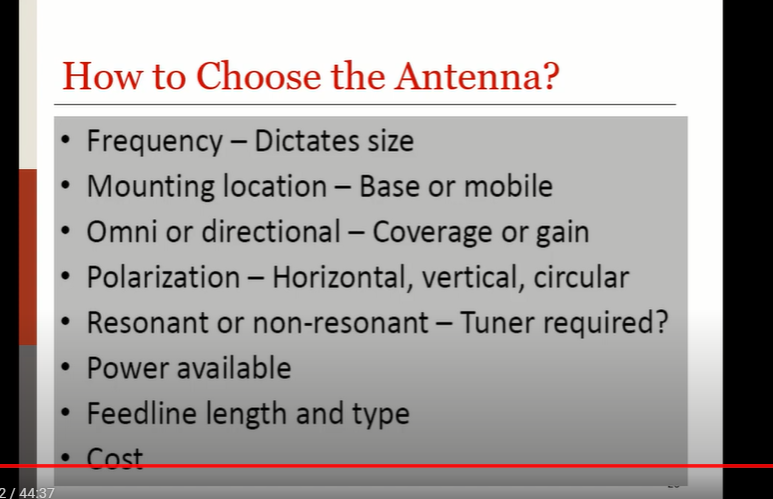 How to Choose the Antenna?
• Frequency – Dictates size
• Mounting location – Base or mobile
• Omni or directional – Coverage or gain
• Polarization – Horizontal, vertical, circular
• Resonant or non-resonant – Tuner required?
• Power available
• Feedline length and type
• Cost
2 / 44:37